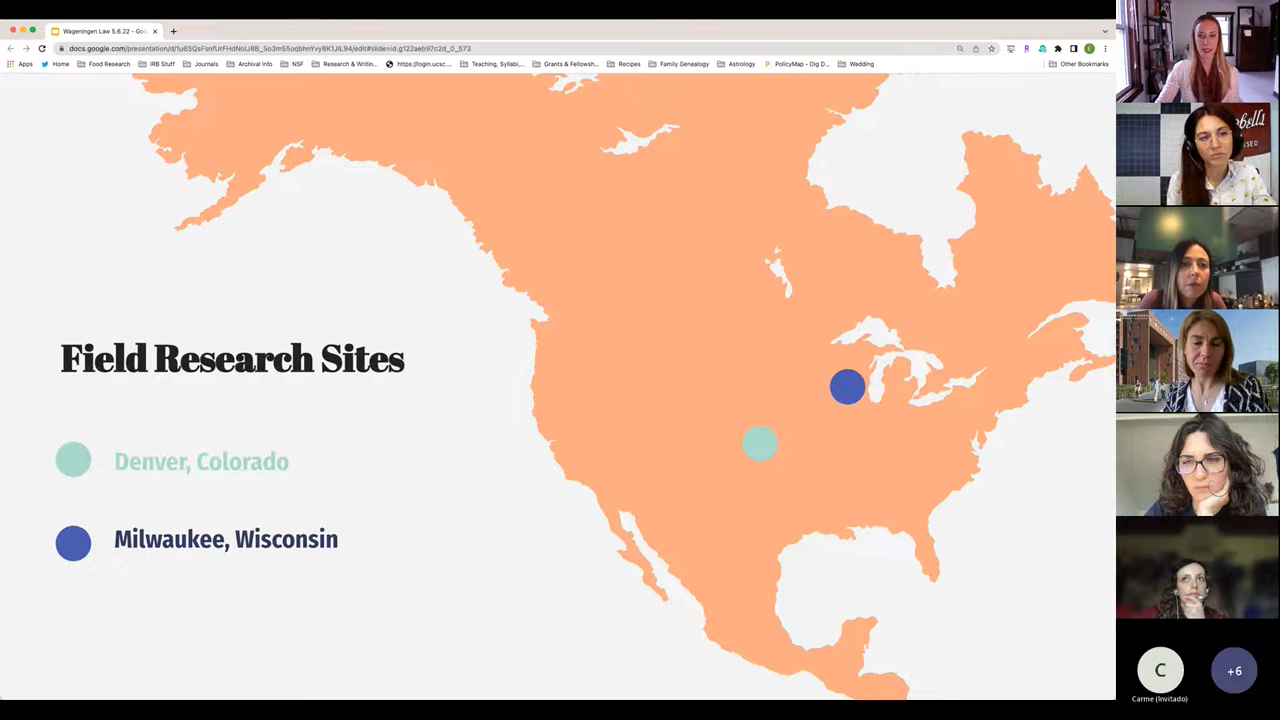 Wageningen Law 5.6.22 - Goo
docs.google.com/presentation/d/1u6SQsFsnfUrFHdNolJ8B_So3m55oqbhnYvyBK1JIL94/edit#slide=id.g122aeb97c2d_0_573
Apps Home Food Research IRB Stuff Journals Archival Info NSF Research & Writin... https://login.ucsc.... Teaching, Syllabi,... Grants & Fellowsh... Recipes Family Genealogy Astrology PolicyMap - Dig D... Wedding Other Bookmarks
Field Research Sites
Denver, Colorado
Milwaukee, Wisconsin
C
+6
Carme (Invitado)